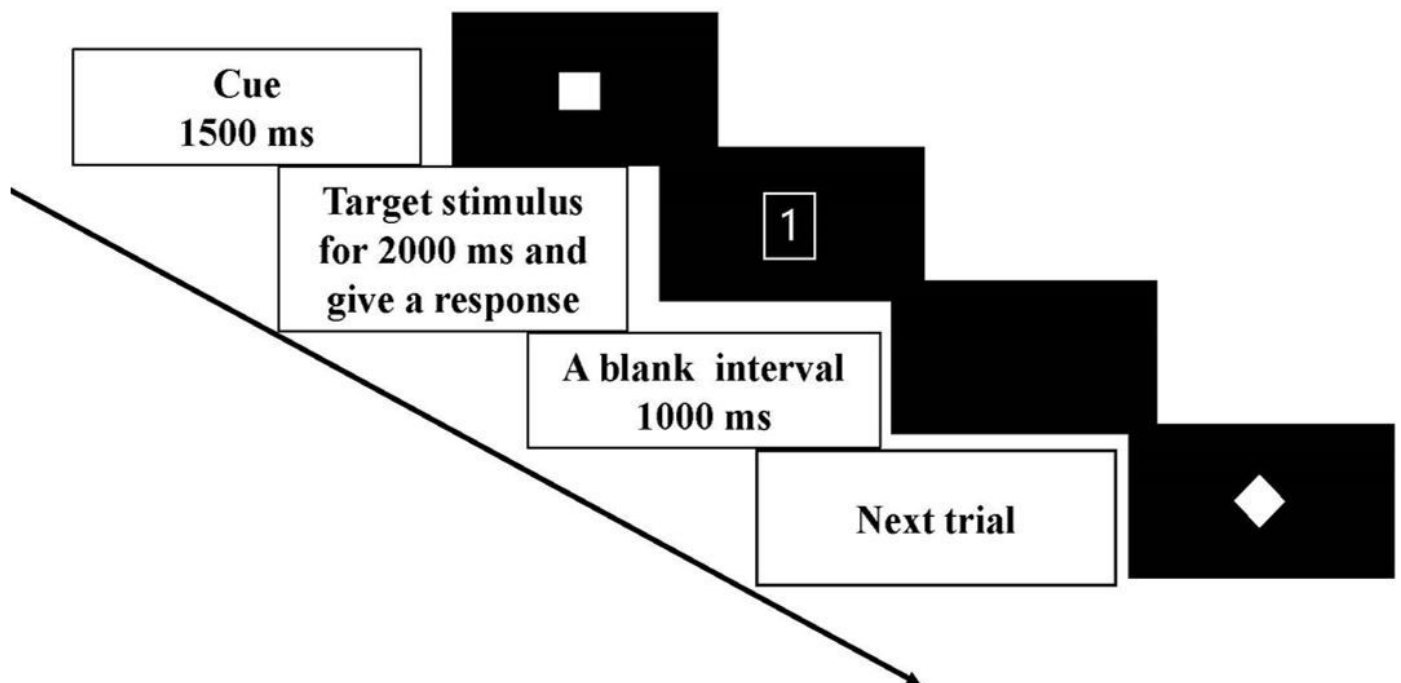 Cue
1500 ms
Target stimulus
for 2000 ms and
give a response
1
A blank interval
1000 ms
Next trial